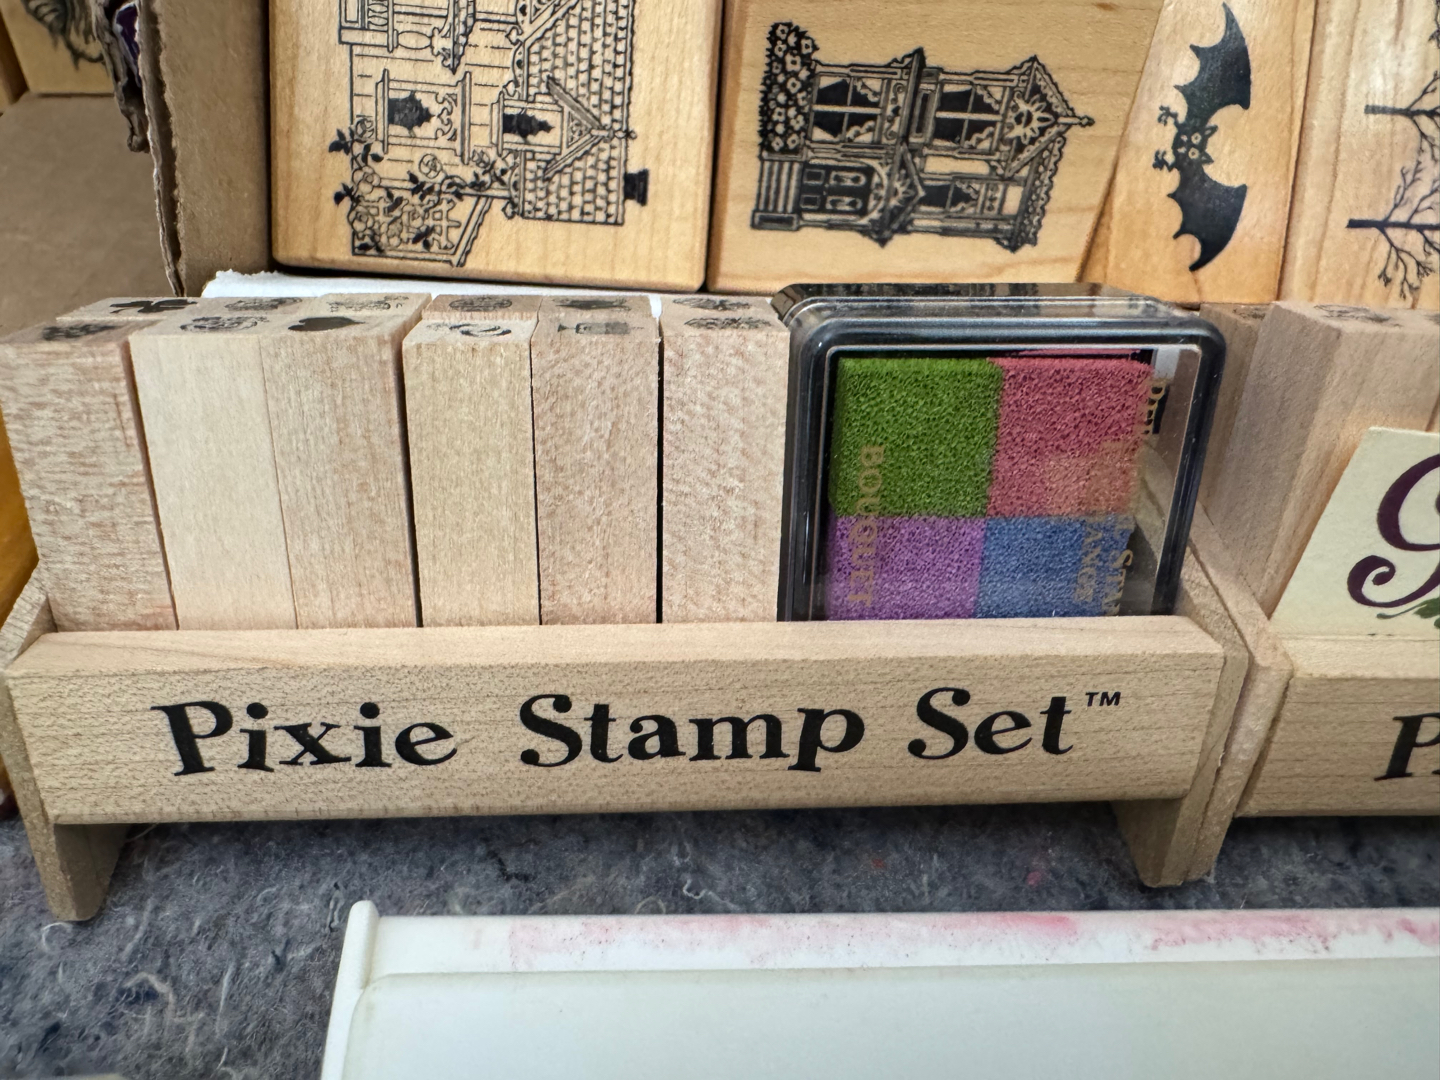 BOUQUET
Pixie Stamp Set™